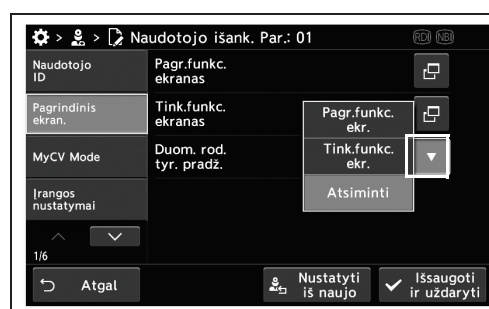 > > Naudotojo išank. Par.: 01 RDI NBI
Naudotojo
ID
Pagr.funkc.
ekranas
Pagrindinis
ekran.
Tink.funkc.
ekranas
Pagr.funkc.
ekr.
MyCV Mode
Duom. rod.
tyr. pradž.
Tink.funkc.
ekr.
Atsiminti
Įrangos
nustatymai
1/6
Atgal
Nustatyti
iš naujo
Išsaugoti
ir uždaryti